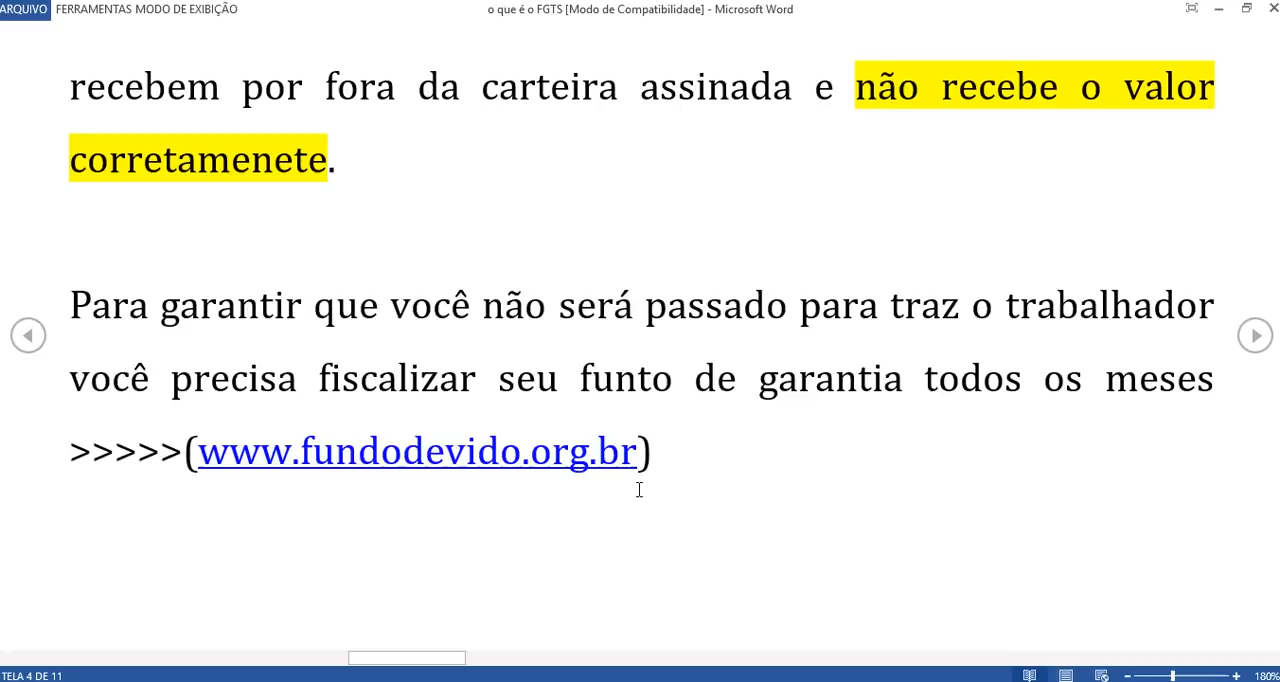 ARQUIVO FERRAMENTAS MODO DE EXIBIÇÃO o que é o FGTS [Modo de Compatibilidade] - Microsoft Word
recebem por fora da carteira assinada e não recebe o valor
corretamenete.
Para garantir que você não será passado para traz o trabalhador
você precisa fiscalizar seu funto de garantia todos os meses
>>>>>(www.fundodevido.org.br)
TELA 4 DE 11 180%